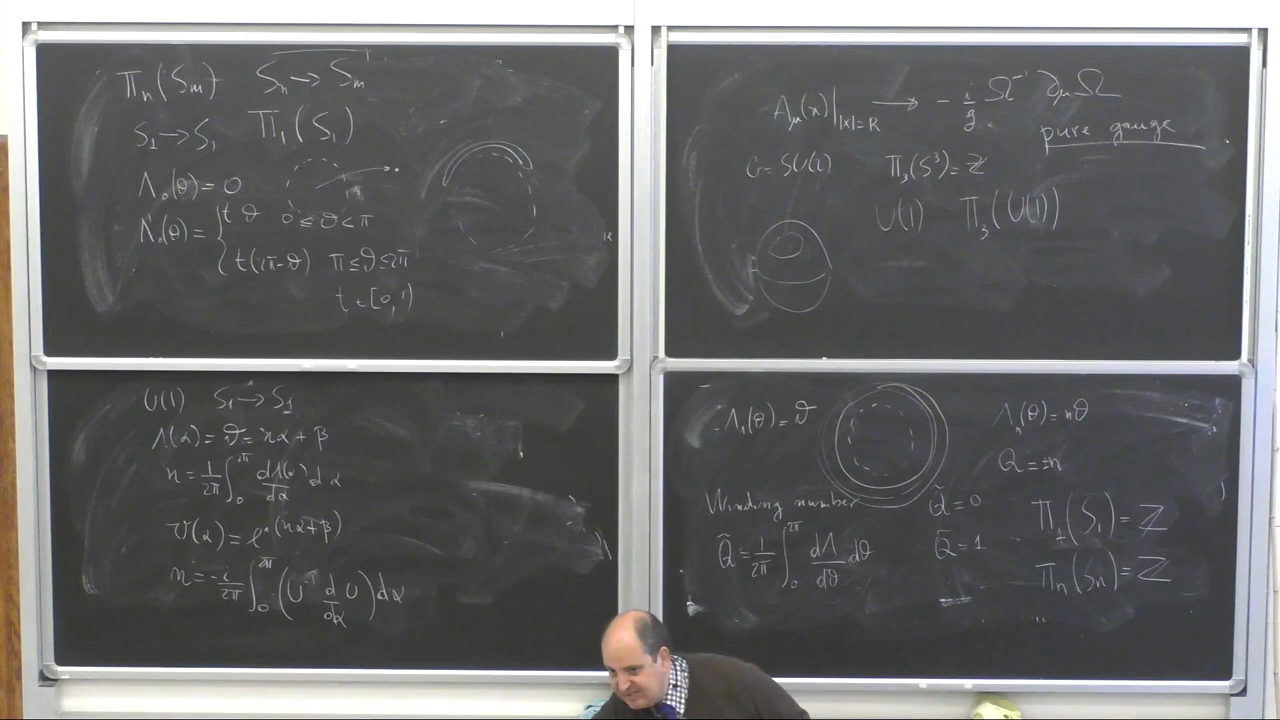 Π_n(S_m) S_n → S_m
S_1 → S_1 Π_1(S_1)
Λ_0(θ) = 0
Λ_0(θ) = { t θ 0 ≤ θ < π
t(2π-θ) π ≤ θ ≤ 2π
t ∈ [0,1)
A_μ(x)|_{|x|=R} → - i/g Ω^{-1} ∂_μ Ω
pure gauge
G = SU(2) Π_3(S^3) = Z
U(1) Π_3(U(1))
U(1) S_1 → S_1
Λ(α) = θ = nα + β
n = 1/2π ∫_0^{2π} dΛ(α)/dα dα
U(α) = e^{i(nα+β)}
n = -i/2π ∫_0^{2π} (U^{-1} d/dα U) dα
Λ_1(θ) = θ Λ_n(θ) = nθ
Q = ±n
Winding number Q̃ = 0 Π_1(S_1) = Z
Q̃ = 1/2π ∫_0^{2π} dΛ/dθ dθ Q̃ = 1 Π_n(S_n) = Z